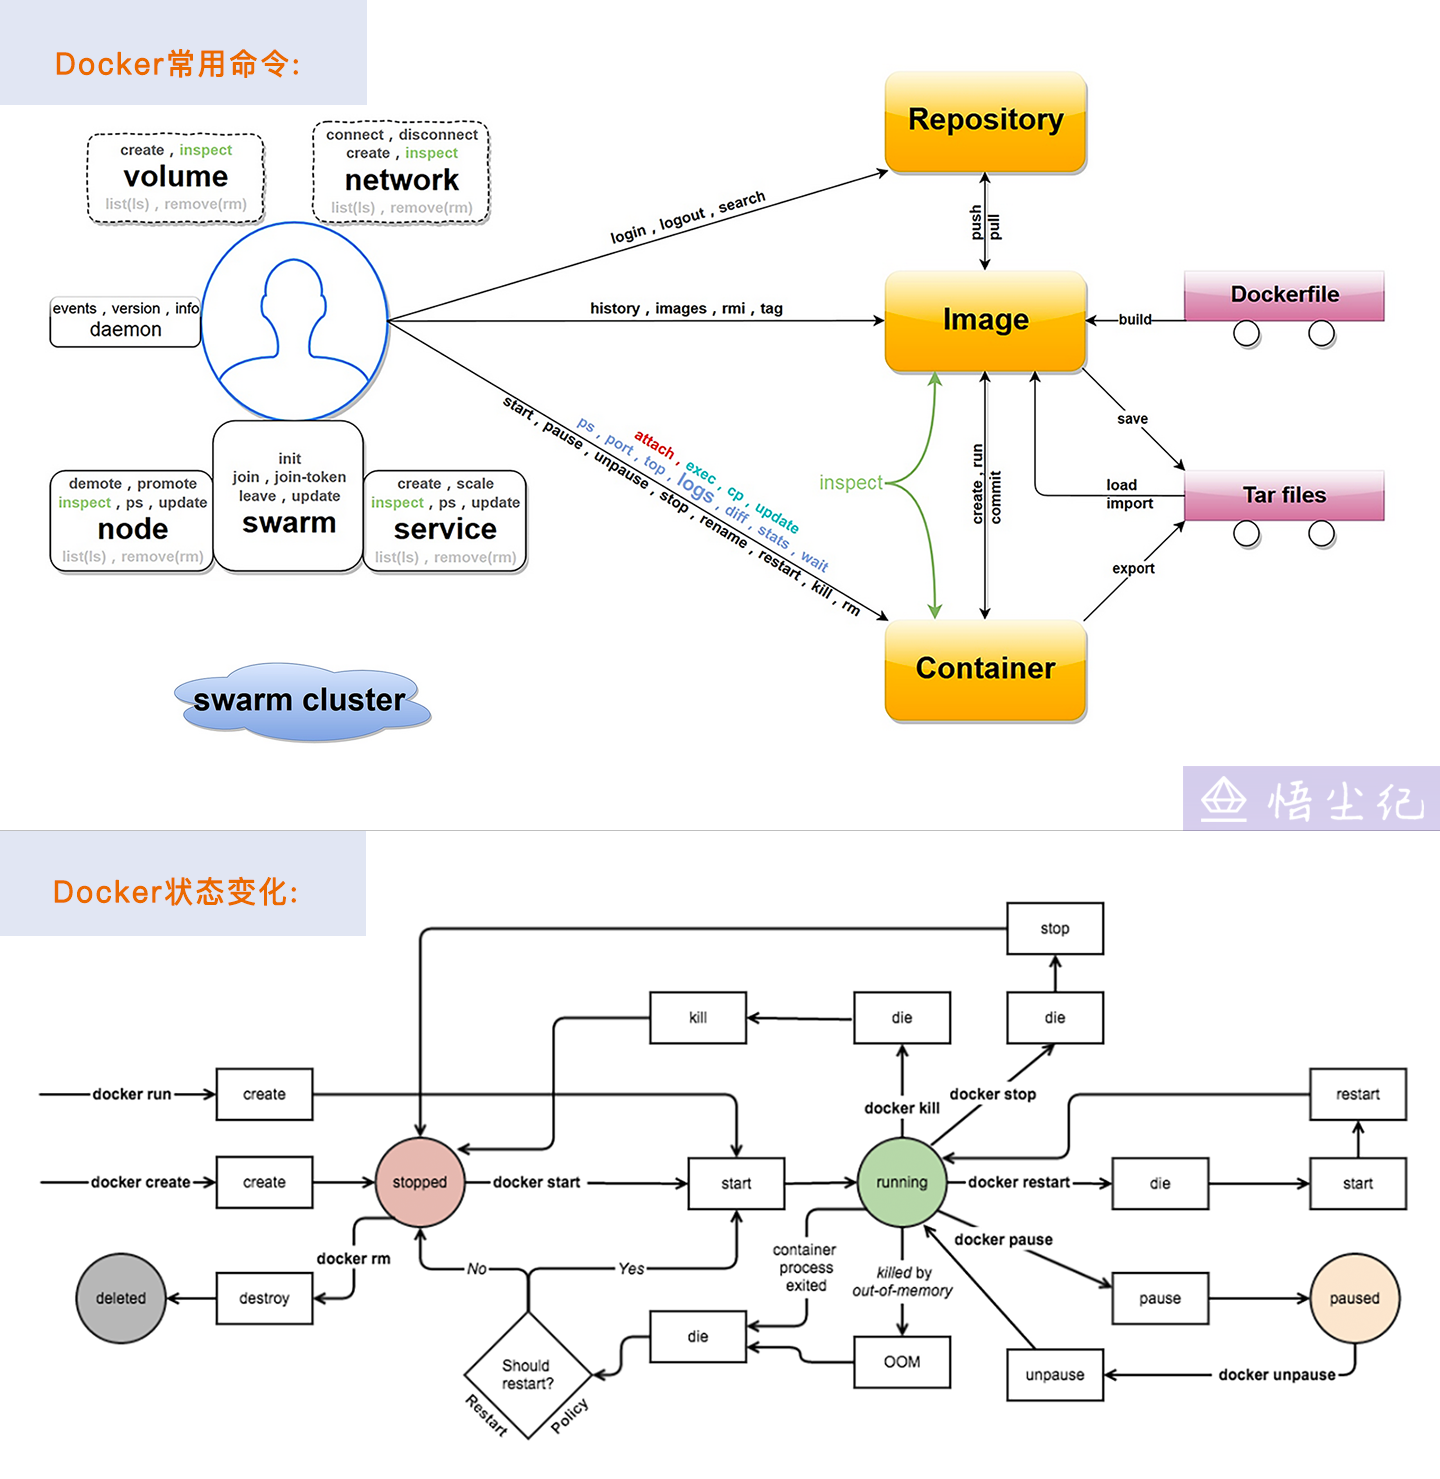 Docker常用命令:
create , inspect
volume
list(ls) , remove(rm)
connect , disconnect
create , inspect
network
list(ls) , remove(rm)
events , version , info
daemon
init
join , join-token
leave , update
swarm
demote , promote
inspect , ps , update
node
list(ls) , remove(rm)
create , scale
inspect , ps , update
service
list(ls) , remove(rm)
swarm cluster
login , logout , search
history , images , rmi , tag
attach , exec , cp , update
ps , port , top , logs , diff , stats , wait
start , pause , unpause , stop , rename , restart , kill , rm
Repository
push
pull
Image
build
Dockerfile
save
load
import
Tar files
export
inspect
create , run
commit
Container
悟尘纪
Docker状态变化:
stop
kill
die
die
docker run
create
docker kill
docker stop
restart
docker create
create
stopped
docker start
start
running
docker restart
die
start
docker rm
No
Yes
container
process
exited
killed by
out-of-memory
docker pause
deleted
destroy
pause
paused
die
OOM
Should
restart?
Restart
Policy
unpause
docker unpause